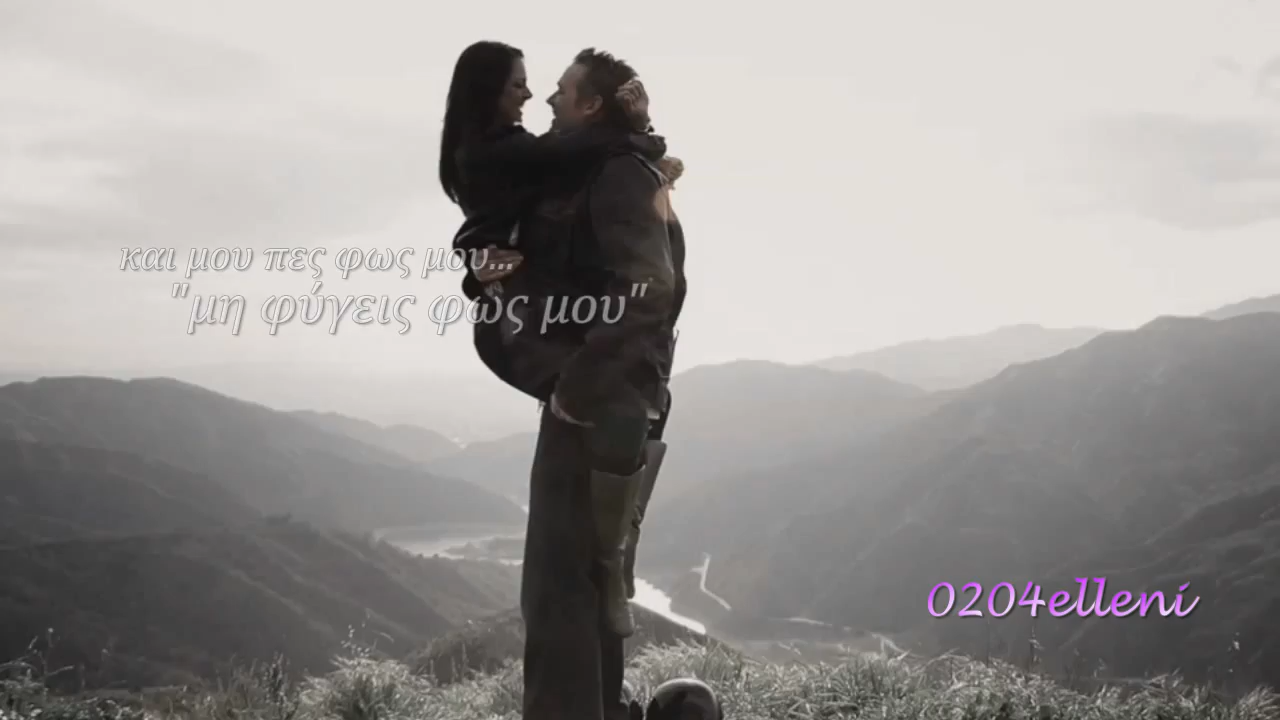 και μου πες φως μου...
"μη φύγεις φως μου"
0204elleni